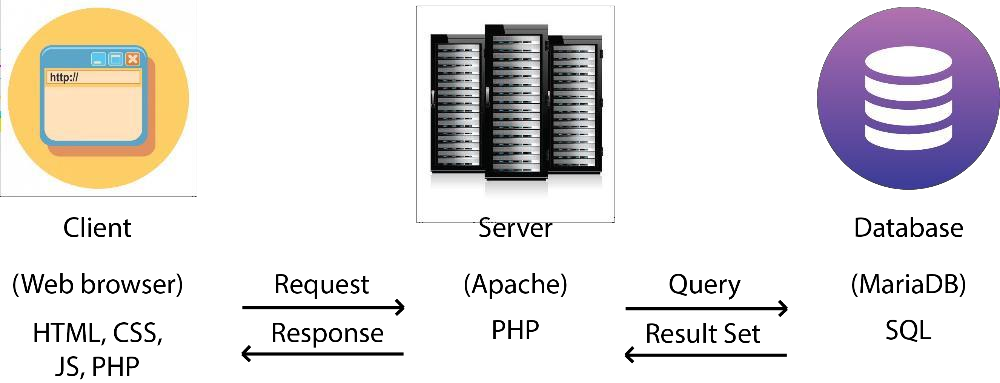 http://
Client
Server
Database
(Web browser)
Request
(Apache)
Query
(MariaDB)
HTML, CSS,
JS, PHP
Response
PHP
Result Set
SQL